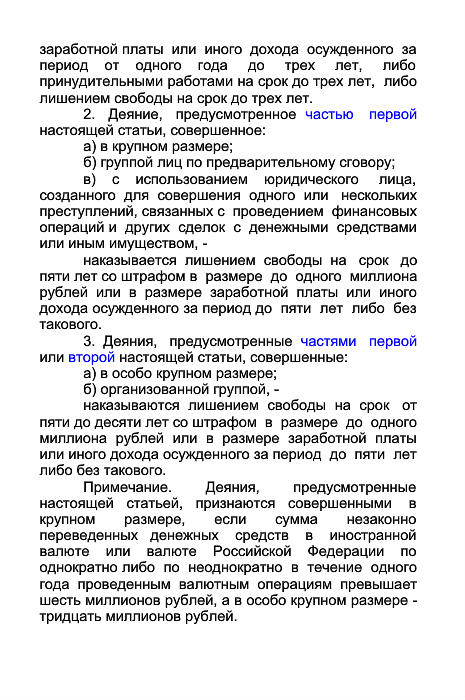 заработной платы или иного дохода осужденного за
период от одного года до трех лет, либо
принудительными работами на срок до трех лет, либо
лишением свободы на срок до трех лет.
2. Деяние, предусмотренное частью первой
настоящей статьи, совершенное:
а) в крупном размере;
б) группой лиц по предварительному сговору;
в) с использованием юридического лица,
созданного для совершения одного или нескольких
преступлений, связанных с проведением финансовых
операций и других сделок с денежными средствами
или иным имуществом, -
наказывается лишением свободы на срок до
пяти лет со штрафом в размере до одного миллиона
рублей или в размере заработной платы или иного
дохода осужденного за период до пяти лет либо без
такового.
3. Деяния, предусмотренные частями первой
или второй настоящей статьи, совершенные:
а) в особо крупном размере;
б) организованной группой, -
наказываются лишением свободы на срок от
пяти до десяти лет со штрафом в размере до одного
миллиона рублей или в размере заработной платы
или иного дохода осужденного за период до пяти лет
либо без такового.
Примечание. Деяния, предусмотренные
настоящей статьей, признаются совершенными в
крупном размере, если сумма незаконно
переведенных денежных средств в иностранной
валюте или валюте Российской Федерации по
однократно либо по неоднократно в течение одного
года проведенным валютным операциям превышает
шесть миллионов рублей, а в особо крупном размере -
тридцать миллионов рублей.